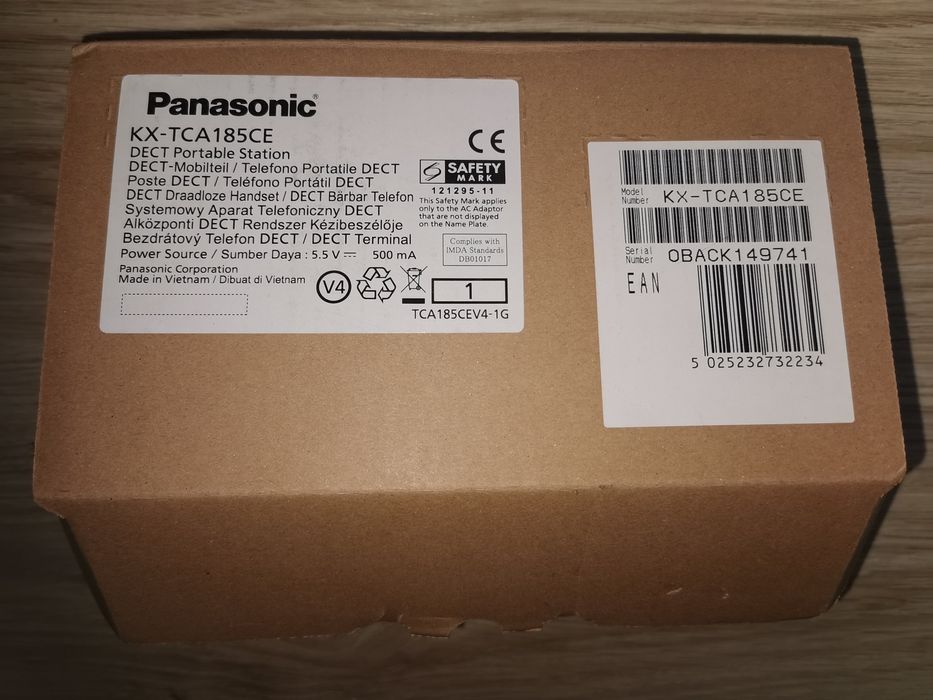 Panasonic®
KX-TCA185CE
DECT Portable Station
DECT-Mobilteil / Telefono Portatile DECT
Poste DECT / Teléfono Portátil DECT
DECT Draadloze Handset / DECT Bärbar Telefon
Systemowy Aparat Telefoniczny DECT
Alközponti DECT Rendszer Kézibeszélője
Bezdrátový Telefon DECT / DECT Terminal
Power Source / Sumber Daya : 5.5 V 500 mA
Panasonic Corporation
Made in Vietnam / Dibuat di Vietnam
CE
SAFETY
MARK
121295-11
This Safety Mark applies
only to the AC Adaptor
that are not displayed
on the Name Plate.
Complies with
IMDA Standards
DB01017
V4
1
TCA185CEV4-1G
Model
Number KX-TCA185CE
Serial
Number 0BACK149741
EAN
5 025232732234